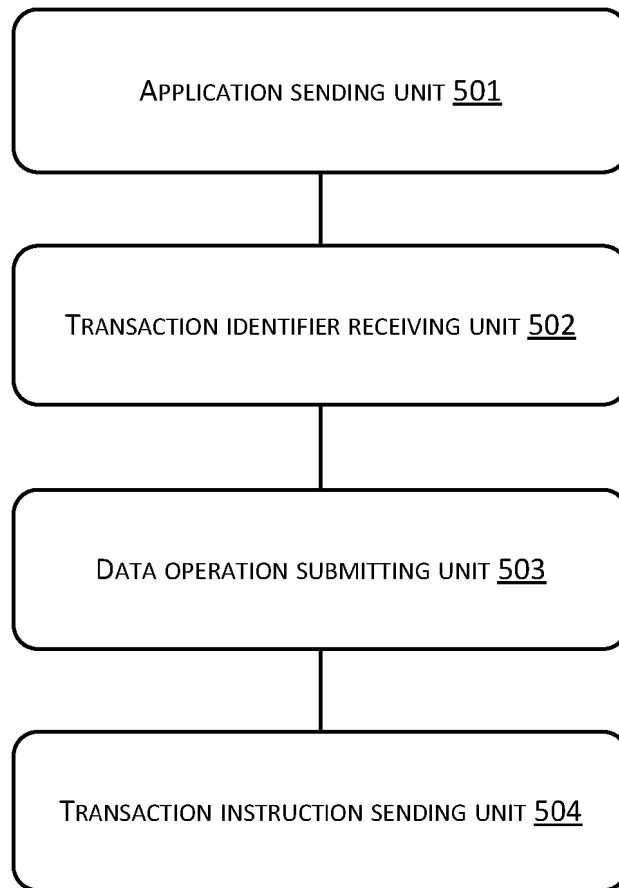 APPLICATION SENDING UNIT 501
TRANSACTION IDENTIFIER RECEIVING UNIT 502
DATA OPERATION SUBMITTING UNIT 503
TRANSACTION INSTRUCTION SENDING UNIT 504